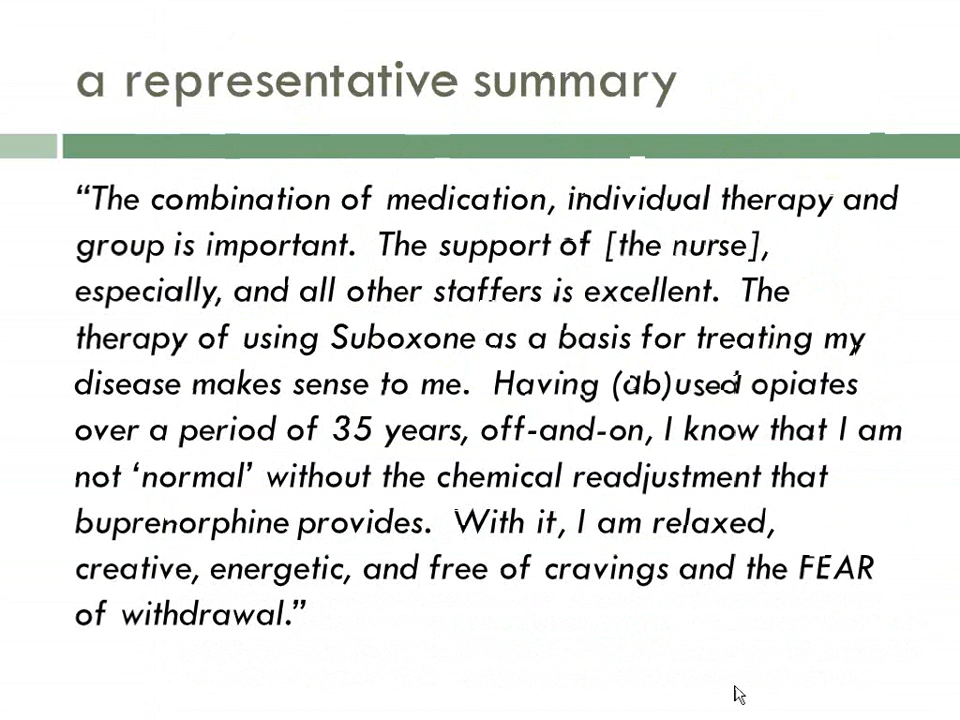 a representative summary
“The combination of medication, individual therapy and
group is important.  The support of [the nurse],
especially, and all other staffers is excellent.  The
therapy of using Suboxone as a basis for treating my
disease makes sense to me.  Having (ab)used opiates
over a period of 35 years, off-and-on, I know that I am
not ‘normal’ without the chemical readjustment that
buprenorphine provides.  With it, I am relaxed,
creative, energetic, and free of cravings and the FEAR
of withdrawal.”